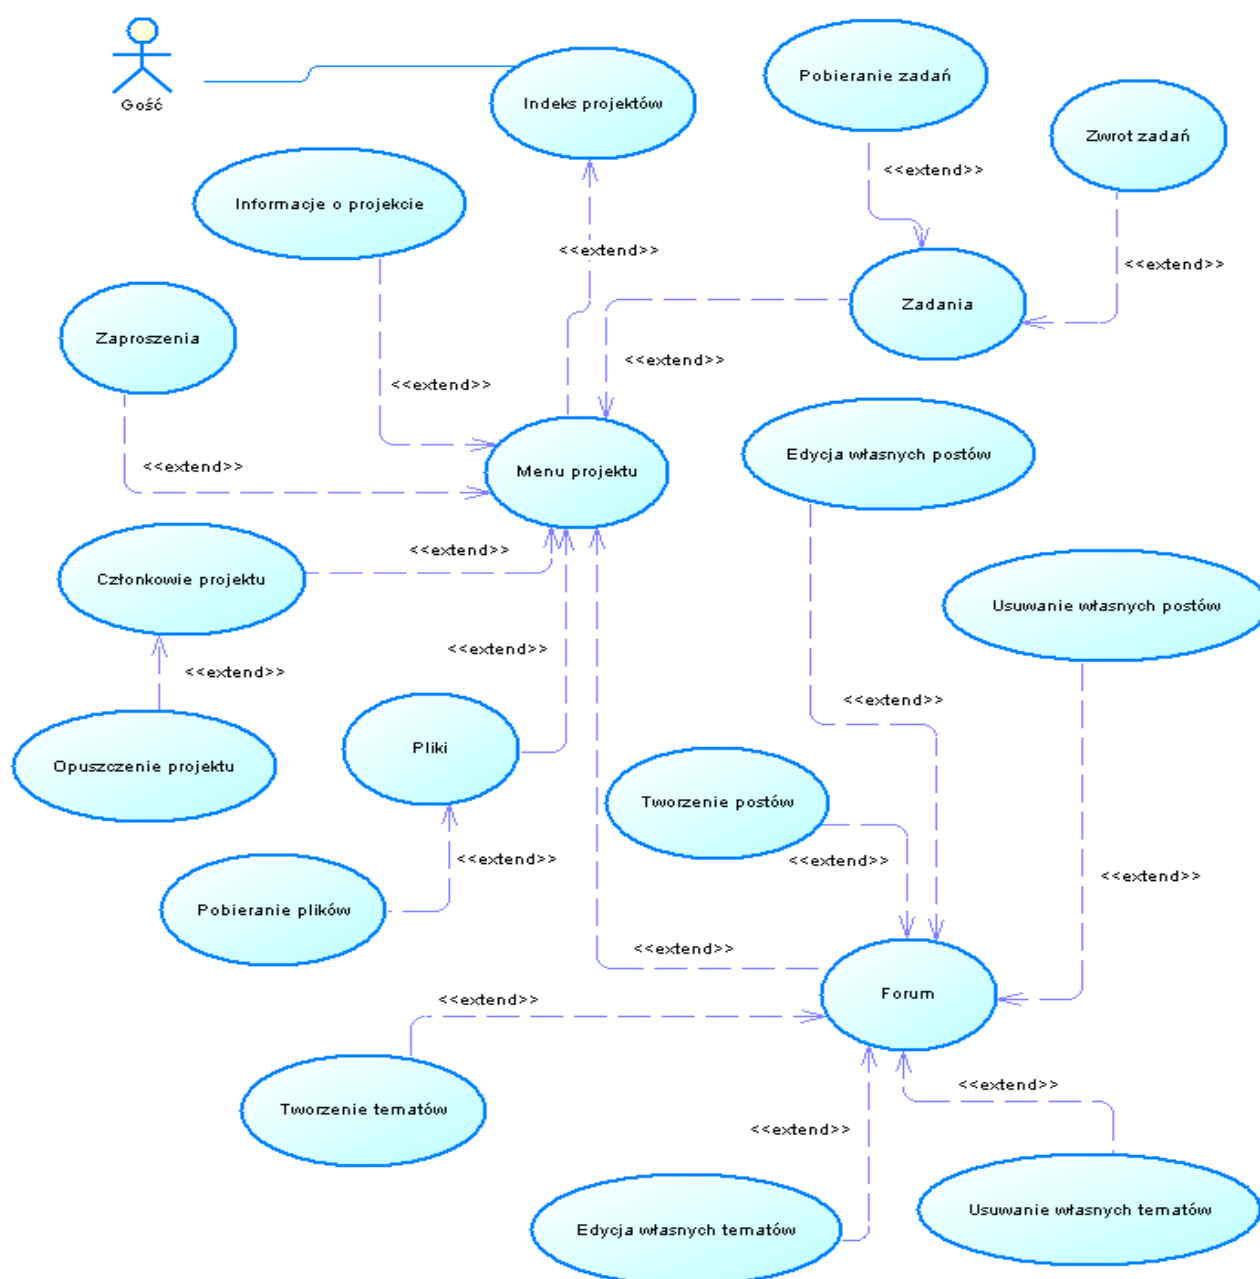 Pobieranie zadań
Indeks projektów
Gość
Zwrot zadań
<<extend>>
Informacje o projekcie
<<extend>>
<<extend>>
Zadania
Zaproszenia
<<extend>>
<<extend>>
Edycja własnych postów
<<extend>>
Menu projektu
<<extend>>
Członkowie projektu
Usuwanie własnych postów
<<extend>>
<<extend>>
<<extend>>
Pliki
Opuszczenie projektu
Tworzenie postów
<<extend>>
<<extend>>
<<extend>>
Pobieranie plików
<<extend>>
Forum
<<extend>>
<<extend>>
Tworzenie tematów
<<extend>>
Usuwanie własnych tematów
Edycja własnych tematów